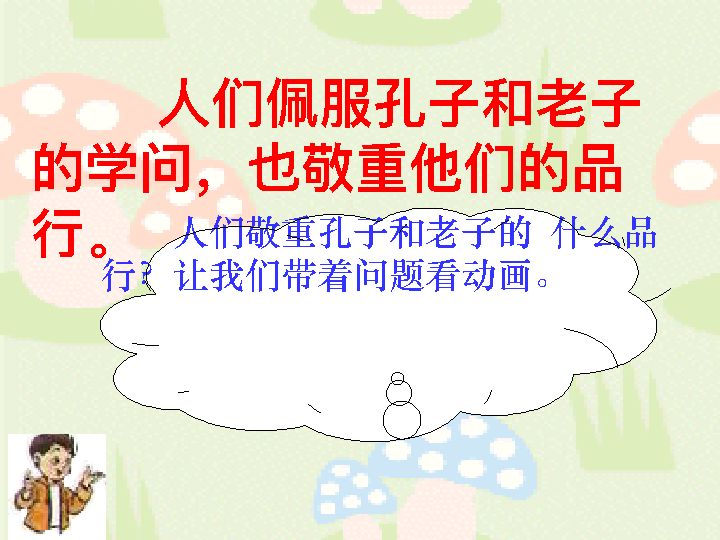 人们佩服孔子和老子
的学问，也敬重他们的品
行。
人们敬重孔子和老子的 什么品
行？让我们带着问题看动画。